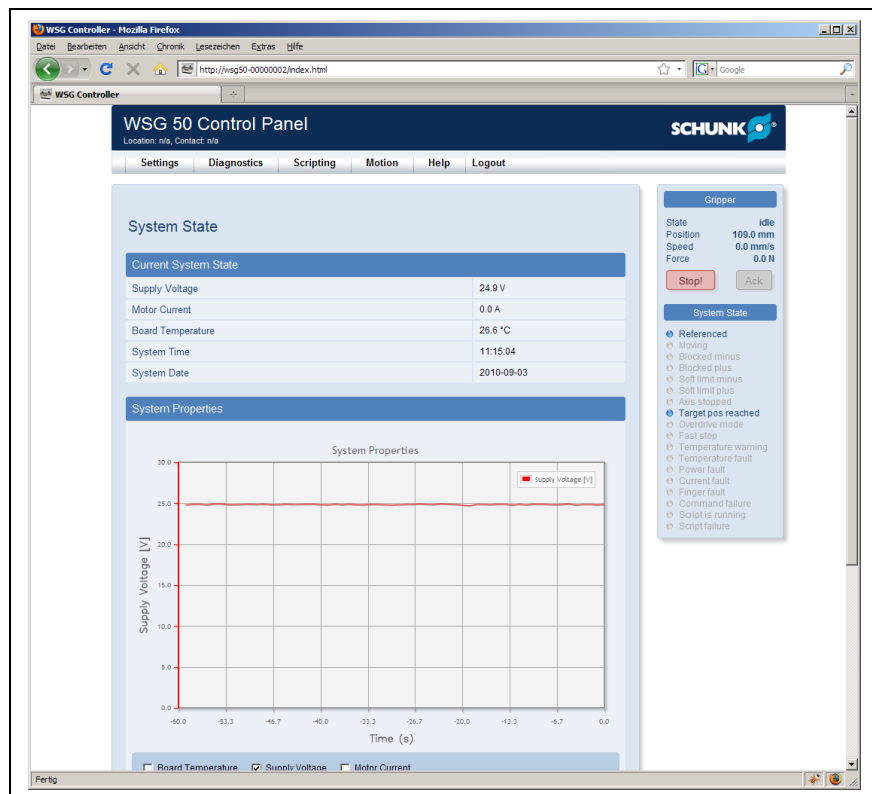 WSG Controller - Mozilla Firefox
Datei Bearbeiten Ansicht Chronik Lesezeichen Extras Hilfe
http://wsg50-00000002/index.html
G Google
WSG Controller
WSG 50 Control Panel
Location: n/a, Contact: n/a
SCHUNK
Settings Diagnostics Scripting Motion Help Logout
System State
Current System State
Supply Voltage 24.9 V
Motor Current 0.0 A
Board Temperature 26.6 °C
System Time 11:15:04
System Date 2010-09-03
System Properties
System Properties
Supply Voltage [V]
30.0
25.0
20.0
15.0
10.0
5.0
0.0
Supply Voltage [V]
-60.0 -53.3 -46.7 -40.0 -33.3 -26.7 -20.0 -13.3 -6.7 0.0
Time (s)
Board Temperature Supply Voltage Motor Current
Gripper
State idle
Position 109.0 mm
Speed 0.0 mm/s
Force 0.0 N
Stop! Ack
System State
Referenced
Moving
Blocked minus
Blocked plus
Soft limit minus
Soft limit plus
Axis stopped
Target pos reached
Overdrive mode
Fast stop
Temperature warning
Temperature fault
Power fault
Current fault
Finger fault
Command failure
Script is running
Script failure
Fertig